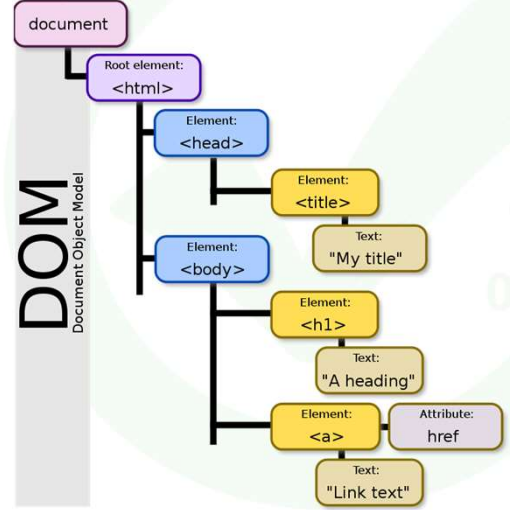 document
Root element:
<html>
Element:
<head>
Element:
<title>
Text:
"My title"
Element:
<body>
Element:
<h1>
Text:
"A heading"
Element:
<a>
Attribute:
href
Text:
"Link text"
DOM
Document Object Model